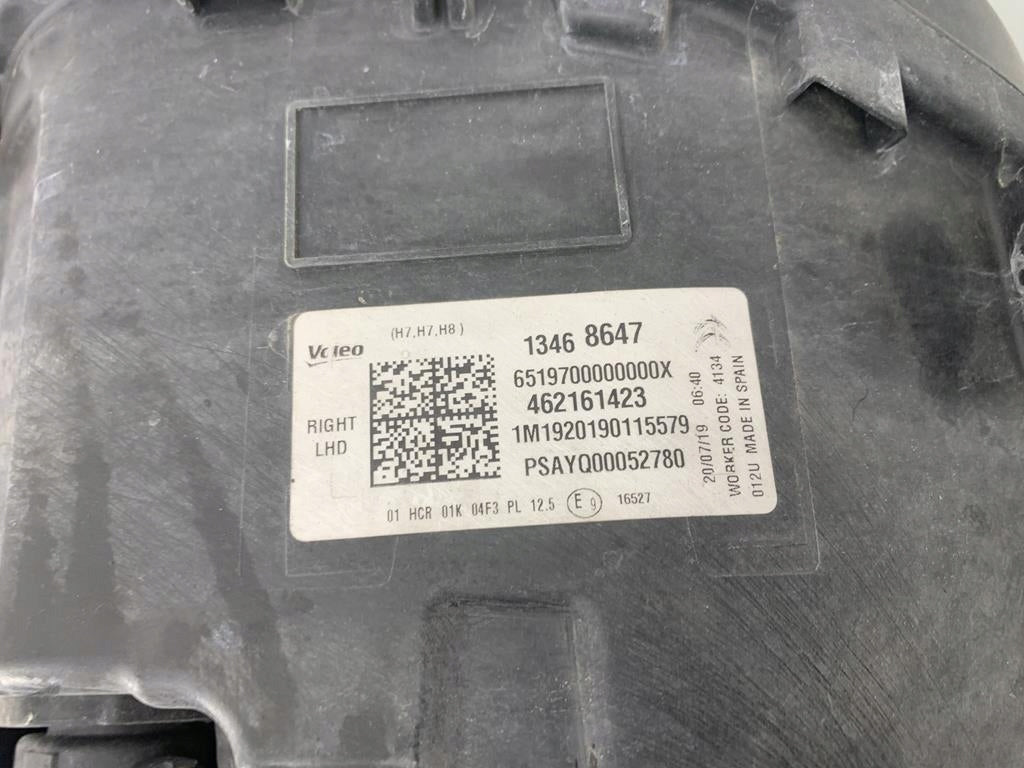 (H7,H7,H8)
Valeo
RIGHT
LHD
1346 8647
6519700000000X
462161423
1M1920190115579
PSAYQ00052780
01 HCR 01K 04F3 PL 12.5 E9 16527
20/07/19 06:40
WORKER CODE: 4134
012U MADE IN SPAIN